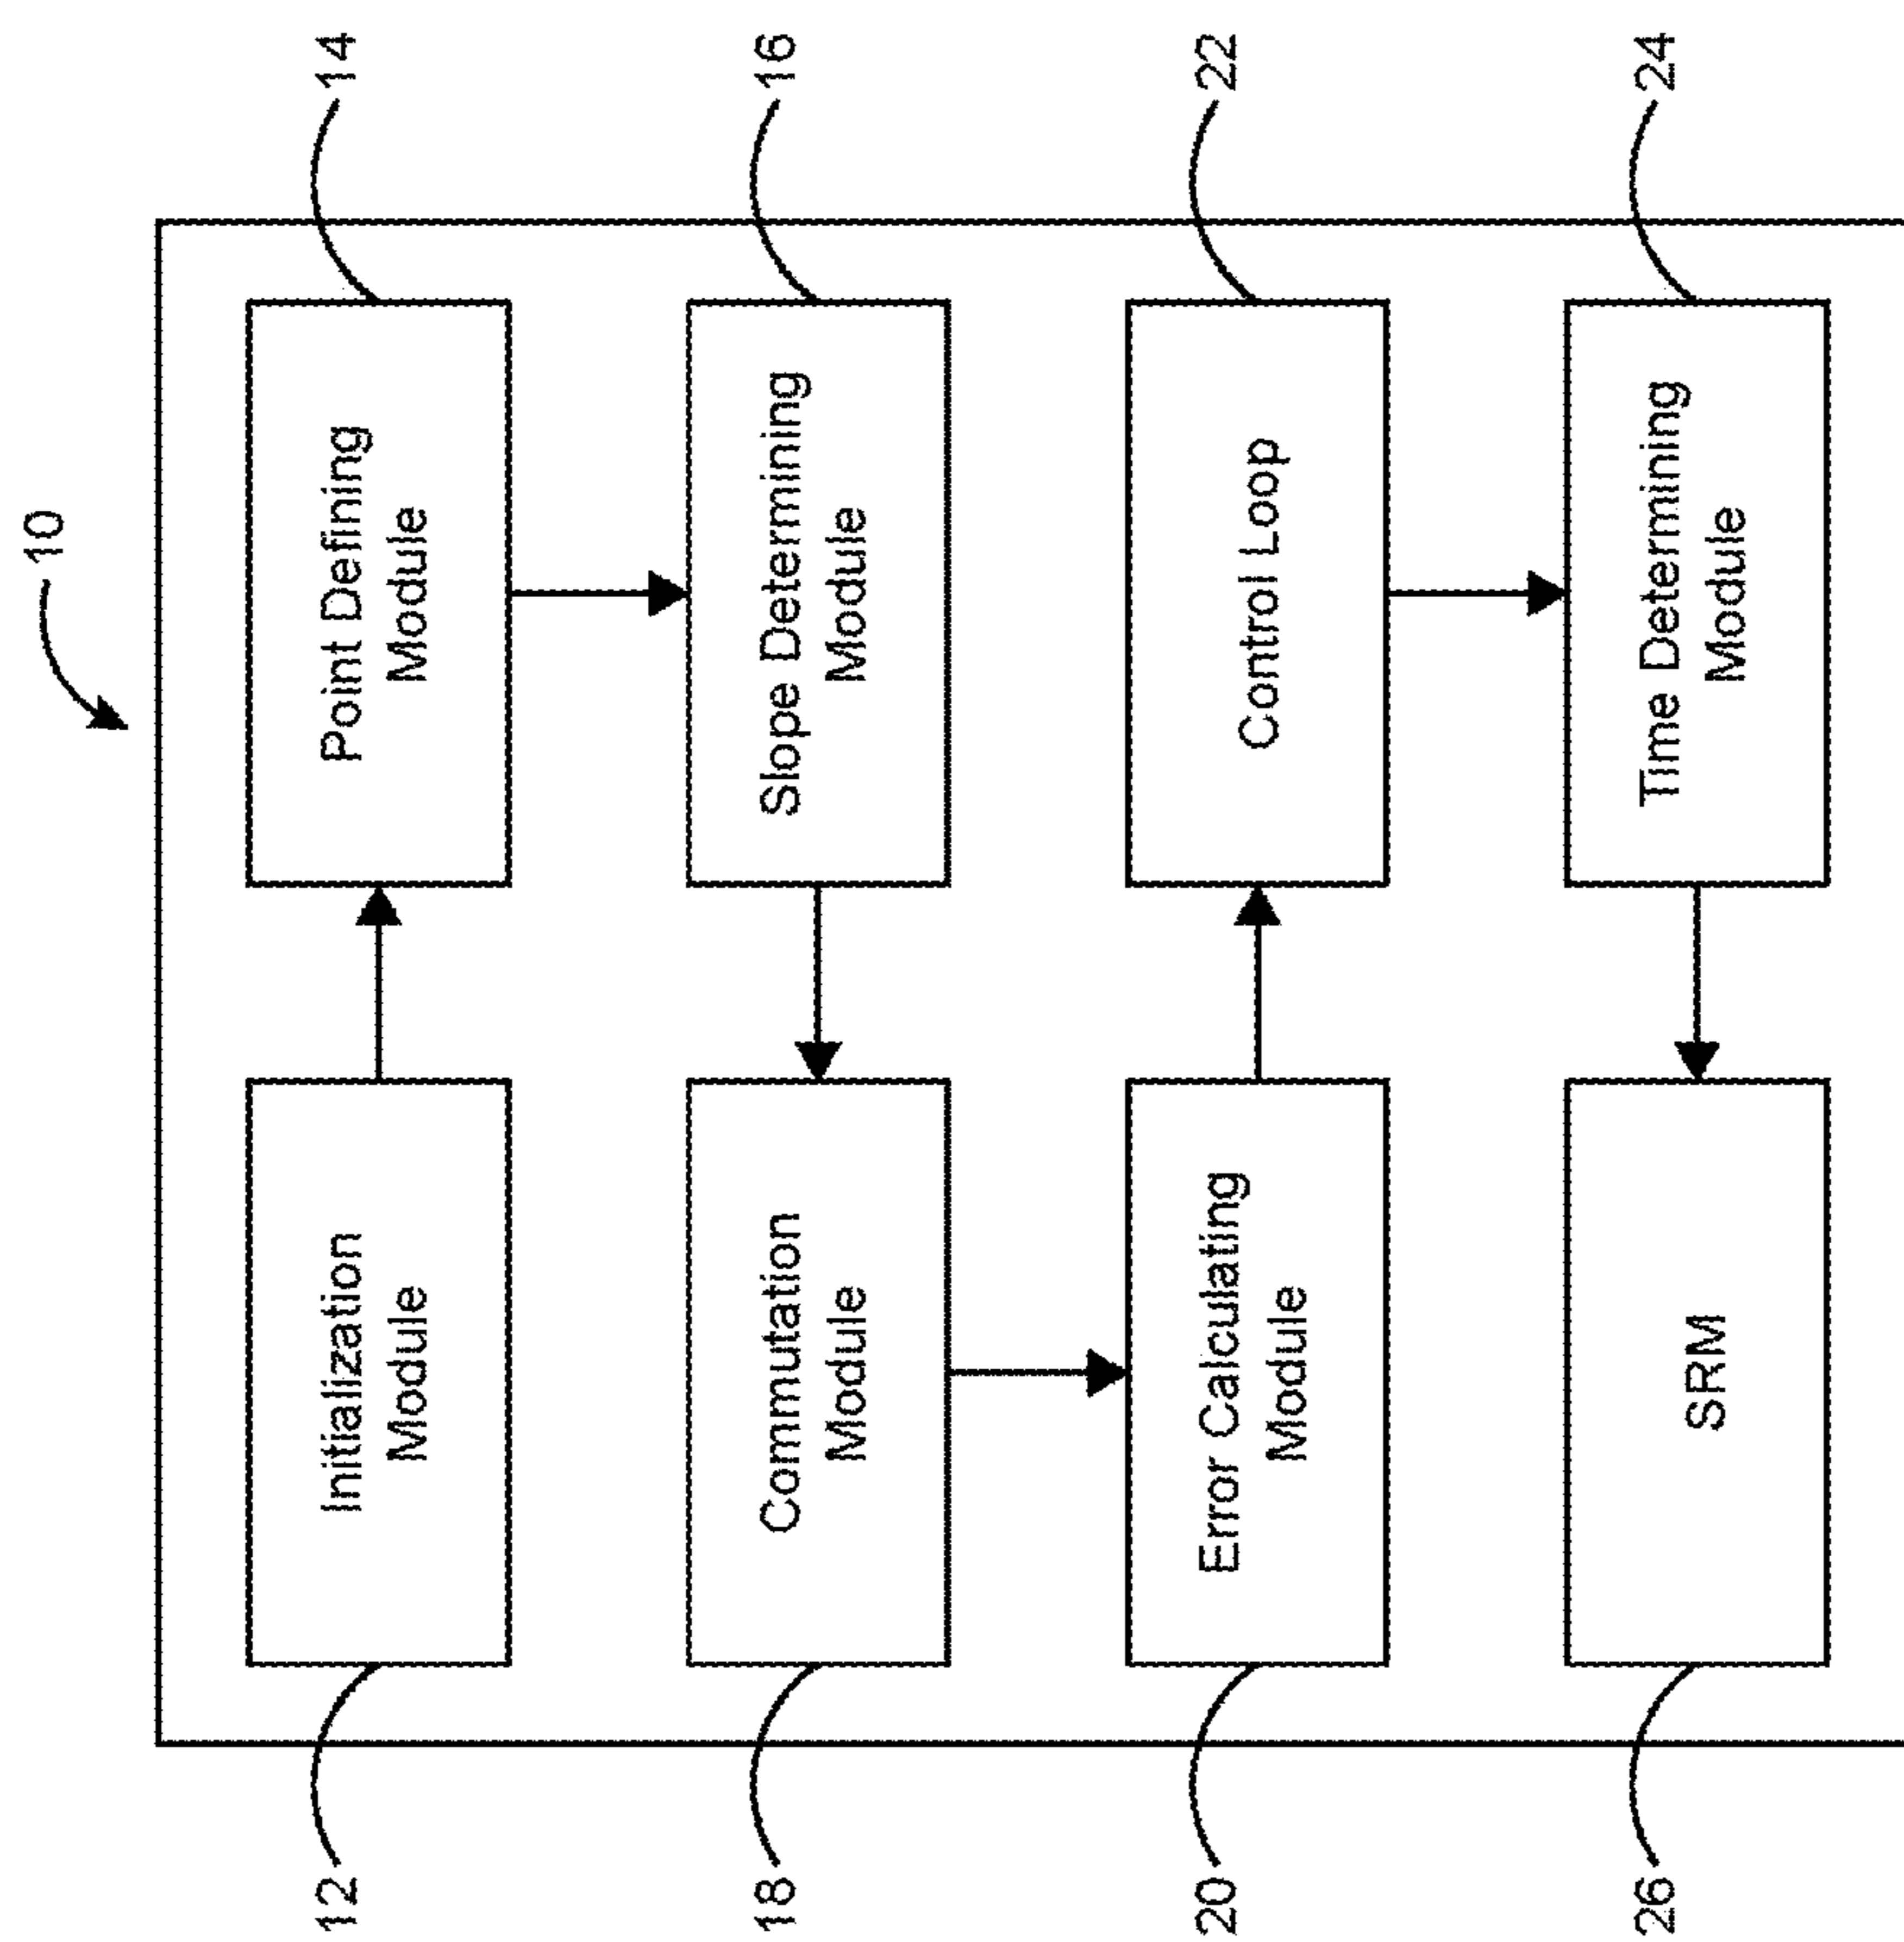 10
12
Initialization
Module
Point Defining
Module
14
18
Commutation
Module
Slope Determining
Module
16
20
Error Calculating
Module
Control Loop
22
26
SRM
Time Determining
Module
24